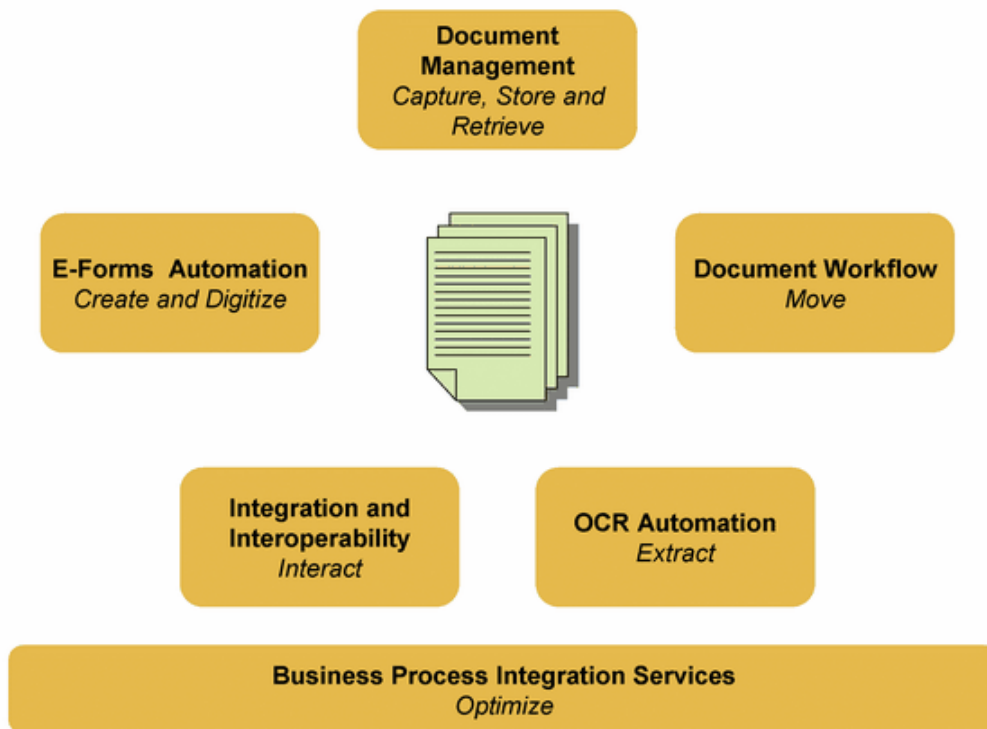 Document
Management
Capture, Store and
Retrieve
E-Forms Automation
Create and Digitize
Document Workflow
Move
Integration and
Interoperability
Interact
OCR Automation
Extract
Business Process Integration Services
Optimize